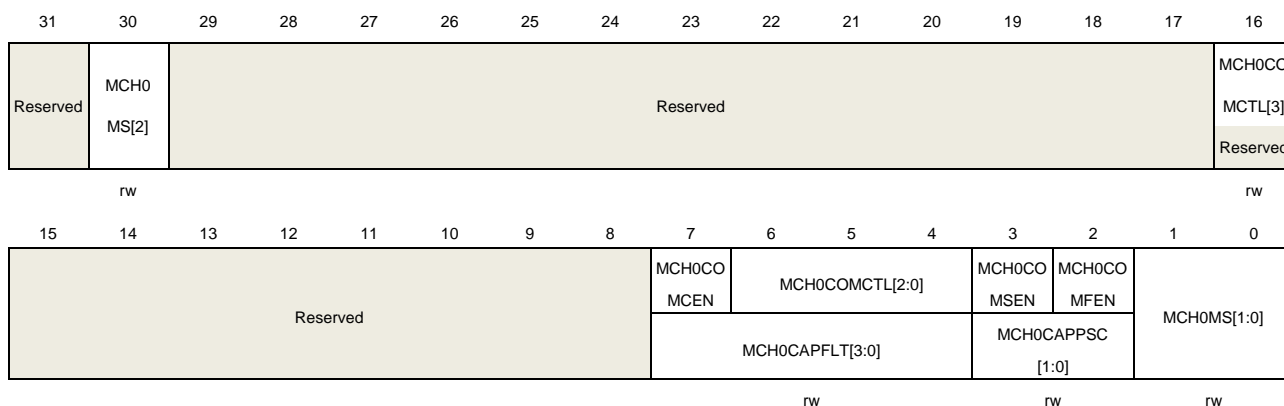 31 30 29 28 27 26 25 24 23 22 21 20 19 18 17 16
Reserved
MCH0
MS[2]
Reserved
MCH0CO
MCTL[3]
Reserved
rw rw
15 14 13 12 11 10 9 8 7 6 5 4 3 2 1 0
Reserved
MCH0CO
MCEN
MCH0COMCTL[2:0]
MCH0CO
MSEN
MCH0CO
MFEN
MCH0MS[1:0]
MCH0CAPFLT[3:0]
MCH0CAPPSC
[1:0]
rw rw rw